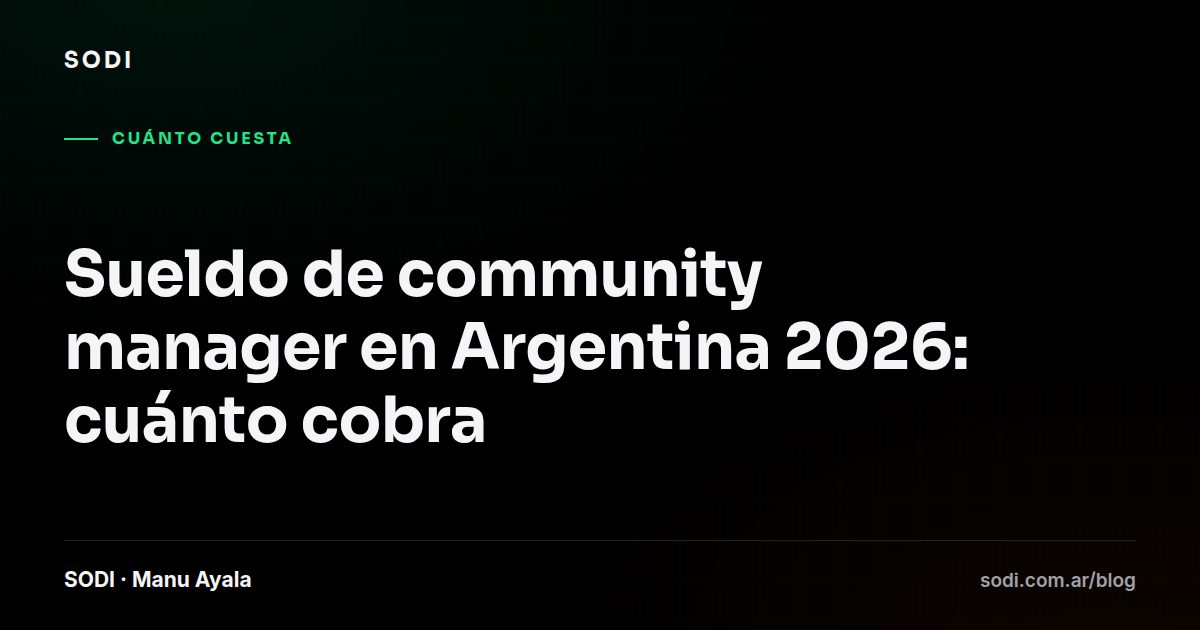 SODI
CUÁNTO CUESTA
Sueldo de community
manager en Argentina 2026:
cuánto cobra
SODI · Manu Ayala
sodi.com.ar/blog